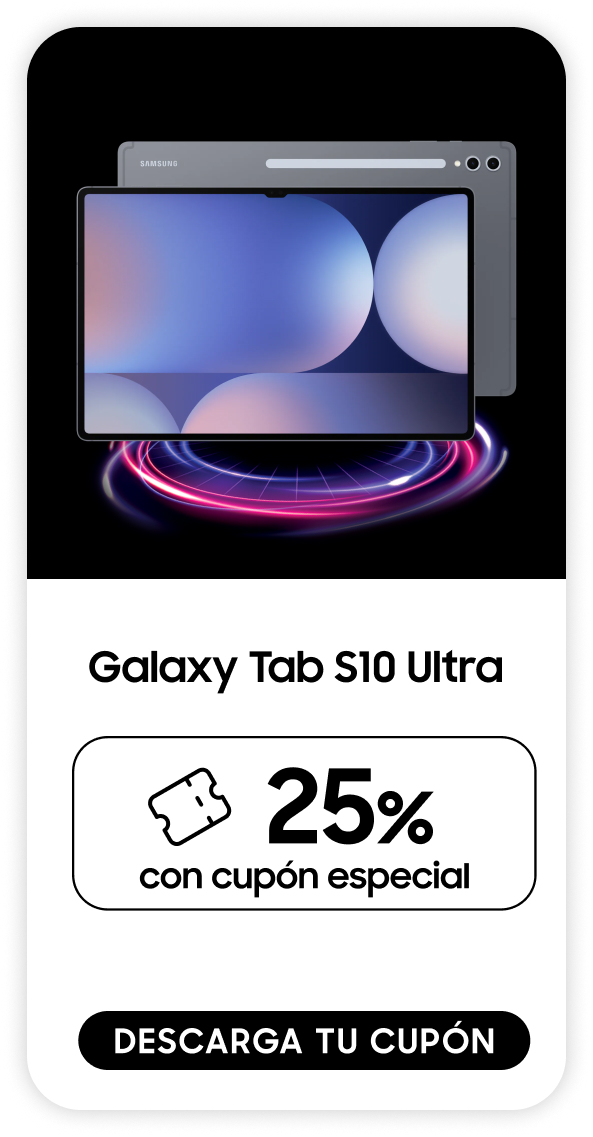 SAMSUNG
Galaxy Tab S10 Ultra
25%
con cupón especial
DESCARGA TU CUPÓN